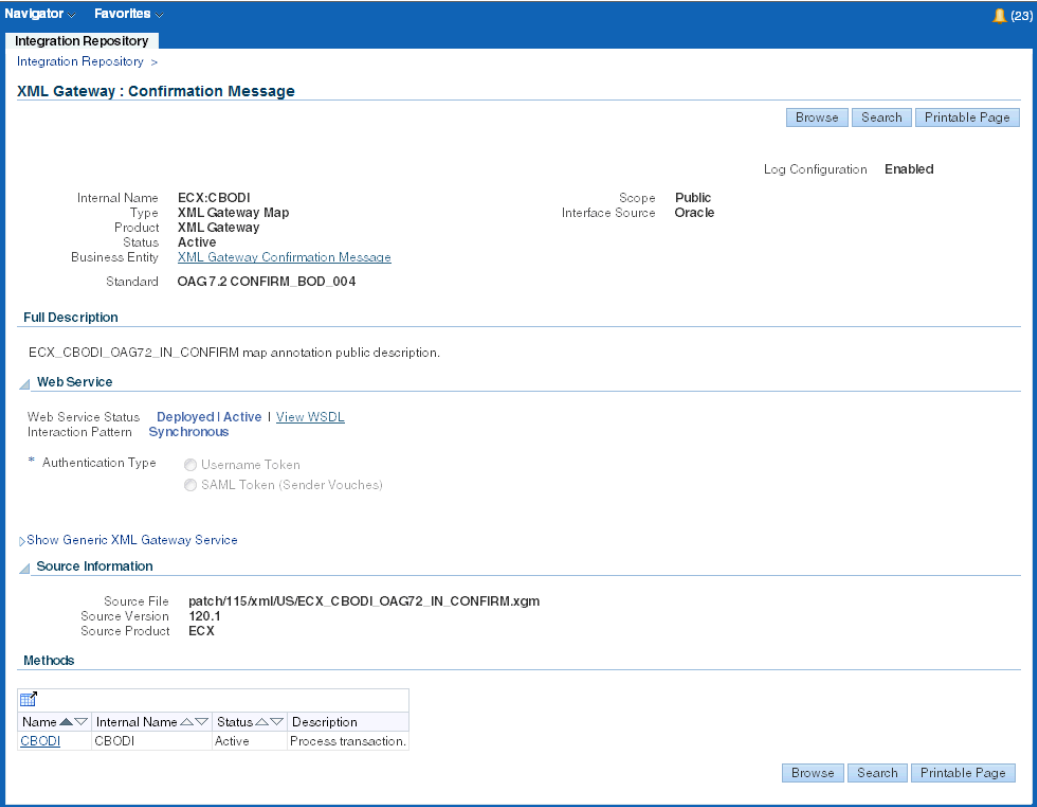 Navigator Favorites (23)
Integration Repository
Integration Repository >
XML Gateway : Confirmation Message
Browse Search Printable Page
Log Configuration Enabled
Internal Name ECX:CBODI Scope Public
Type XML Gateway Map Interface Source Oracle
Product XML Gateway
Status Active
Business Entity XML Gateway Confirmation Message
Standard OAG 7.2 CONFIRM_BOD_004
Full Description
ECX_CBODI_OAG72_IN_CONFIRM map annotation public description.
Web Service
Web Service Status Deployed | Active | View WSDL
Interaction Pattern Synchronous
* Authentication Type Username Token
SAML Token (Sender Vouches)
Show Generic XML Gateway Service
Source Information
Source File patch/115/xml/US/ECX_CBODI_OAG72_IN_CONFIRM.xgm
Source Version 120.1
Source Product ECX
Methods
Name Internal Name Status Description
CBODI CBODI Active Process transaction.
Browse Search Printable Page